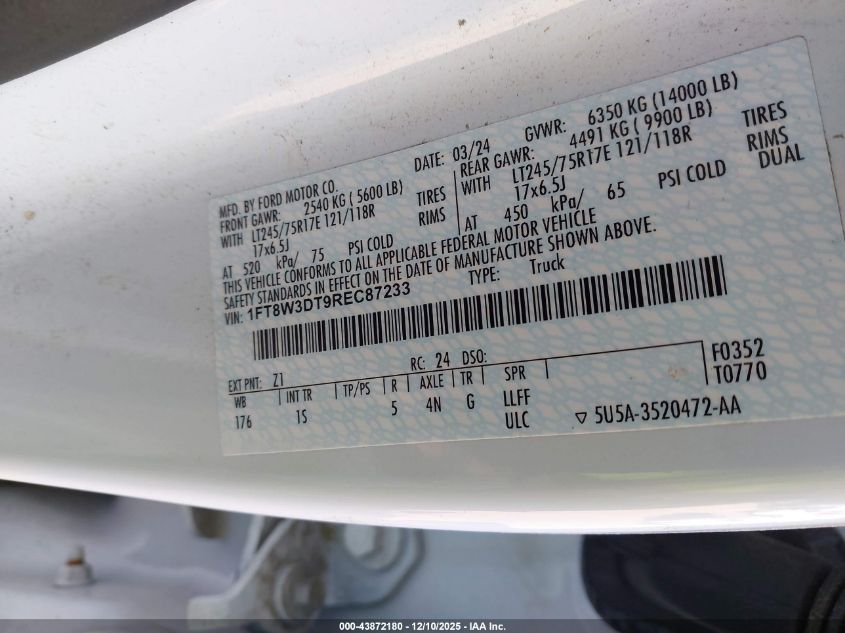 MFD. BY FORD MOTOR CO.
DATE: 03/24 GVWR: 6350 KG (14000 LB)
FRONT GAWR: 2540 KG ( 5600 LB)
REAR GAWR: 4491 KG ( 9900 LB)
WITH LT245/75R17E 121/118R TIRES
WITH LT245/75R17E 121/118R TIRES
17x6.5J RIMS
17x6.5J RIMS
AT 520 kPa/ 75 PSI COLD
AT 450 kPa/ 65 PSI COLD DUAL
THIS VEHICLE CONFORMS TO ALL APPLICABLE FEDERAL MOTOR VEHICLE
SAFETY STANDARDS IN EFFECT ON THE DATE OF MANUFACTURE SHOWN ABOVE.
VIN: 1FT8W3DT9REC87233 TYPE: Truck
EXT PNT: Z1 RC: 24 DSO: F0352
WB INT TR TP/PS R AXLE TR SPR T0770
176 1S 5 4N G LLFF
ULC ▽ 5U5A-3520472-AA
000-43872180 - 12/10/2025 - IAA Inc.